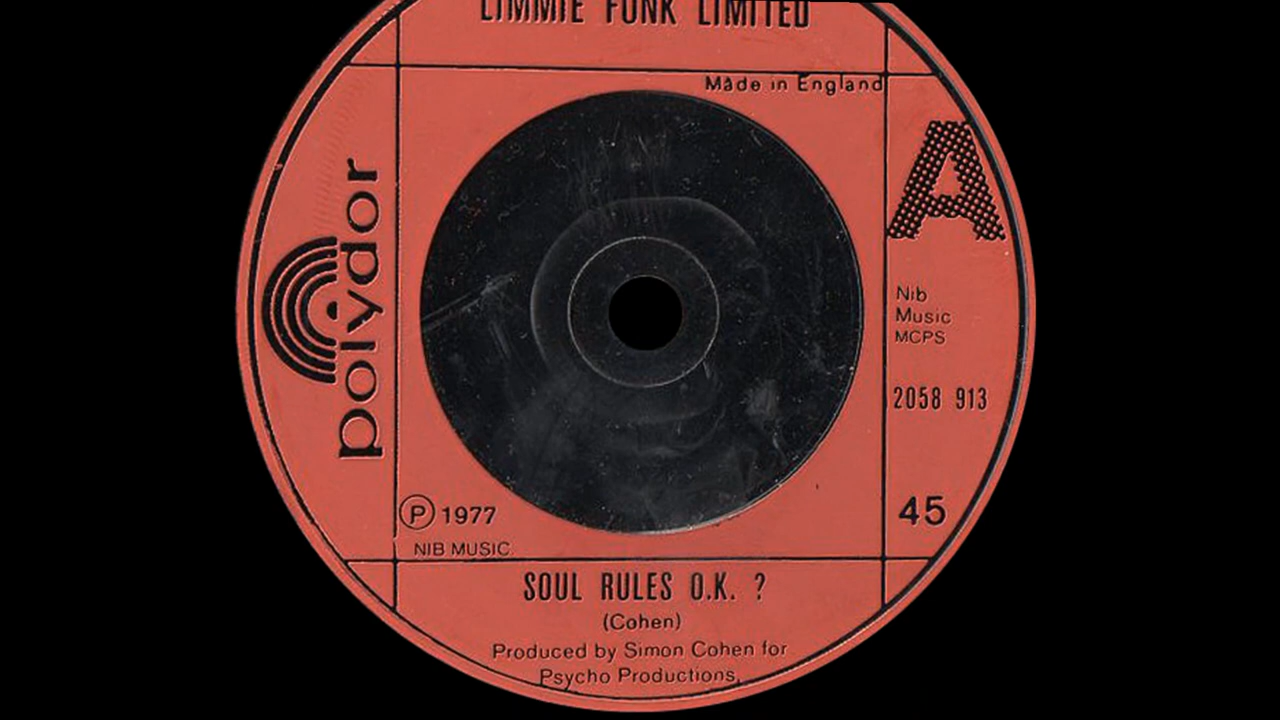 LIMMIE FUNK LIMITED
Made in England
A
polydor
Nib
Music
MCPS
2058 913
45
Ⓟ 1977
NIB MUSIC
SOUL RULES O.K. ?
(Cohen)
Produced by Simon Cohen for
Psycho Productions,